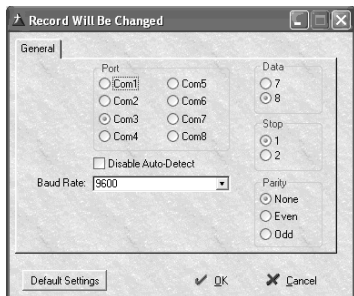 Record Will Be Changed
General
Port
Com1
Com5
Com2
Com6
Com3
Com7
Com4
Com8
Disable Auto-Detect
Baud Rate: 9600
Data
7
8
Stop
1
2
Parity
None
Even
Odd
Default Settings
OK
Cancel